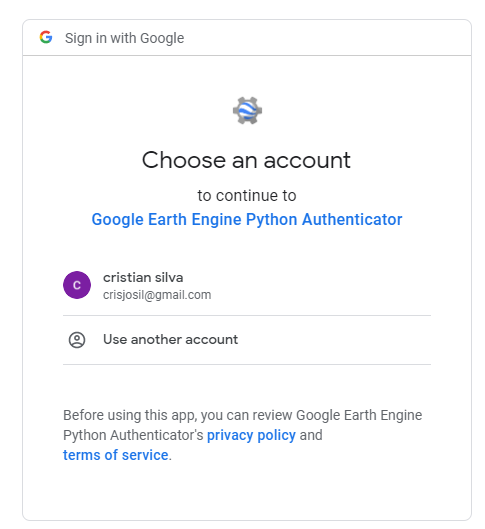 Sign in with Google
Choose an account
to continue to
Google Earth Engine Python Authenticator
C
cristian silva
crisjosil@gmail.com
Use another account
Before using this app, you can review Google Earth Engine
Python Authenticator's privacy policy and
terms of service.